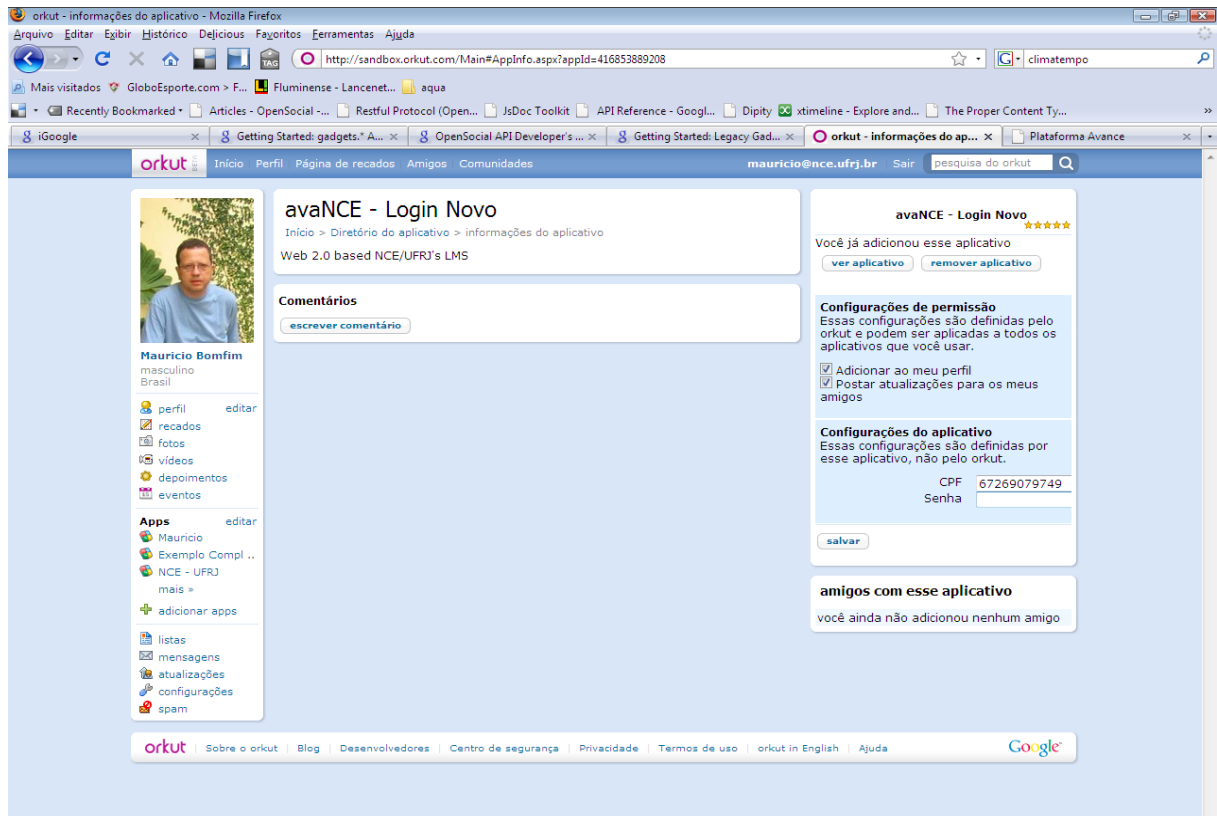 orkut - informações do aplicativo - Mozilla Firefox
Arquivo Editar Exibir Histórico Delicious Favoritos Ferramentas Ajuda
TAG http://sandbox.orkut.com/Main#AppInfo.aspx?appId=416853889208 G climatempo
Mais visitados GloboEsporte.com > F... Fluminense - Lancenet... aqua
Recently Bookmarked Articles - OpenSocial -... Restful Protocol (Open... JsDoc Toolkit API Reference - Googl... Dipity xtimeline - Explore and... The Proper Content Ty... »
iGoogle Getting Started: gadgets.* A... OpenSocial API Developer's ... Getting Started: Legacy Gad... orkut - informações do ap... Plataforma Avance
orkut Início Perfil Página de recados Amigos Comunidades mauricio@nce.ufrj.br Sair pesquisa do orkut
avaNCE - Login Novo
Início > Diretório do aplicativo > informações do aplicativo
Web 2.0 based NCE/UFRJ's LMS
Comentários
escrever comentário
Mauricio Bomfim
masculino
Brasil
perfil editar
recados
fotos
vídeos
depoimentos
eventos
Apps editar
Mauricio
Exemplo Compl ..
NCE - UFRJ
mais »
adicionar apps
listas
mensagens
atualizações
configurações
spam
avaNCE - Login Novo
Você já adicionou esse aplicativo
ver aplicativo remover aplicativo
Configurações de permissão
Essas configurações são definidas pelo
orkut e podem ser aplicadas a todos os
aplicativos que você usar.
Adicionar ao meu perfil
Postar atualizações para os meus
amigos
Configurações do aplicativo
Essas configurações são definidas por
esse aplicativo, não pelo orkut.
CPF 67269079749
Senha
salvar
amigos com esse aplicativo
você ainda não adicionou nenhum amigo
orkut Sobre o orkut Blog Desenvolvedores Centro de segurança Privacidade Termos de uso orkut in English Ajuda Google